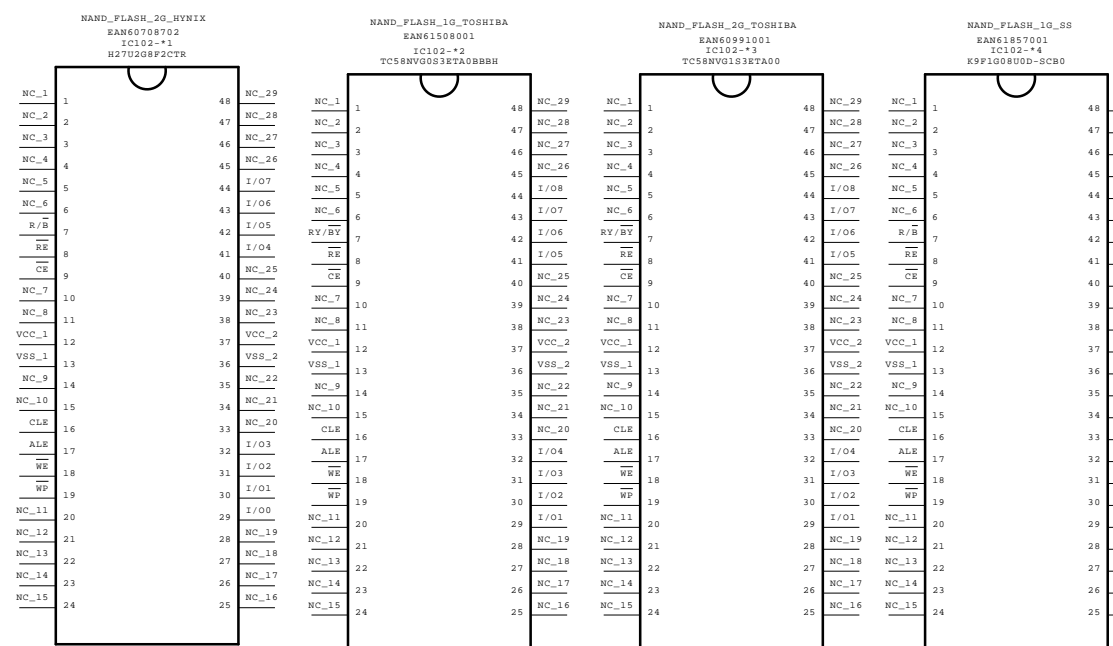 NAND_FLASH_2G_HYNIX
EAN60708702
IC102-*1
H27U2G8F2CTR
NC_1 1 48 NC_29
NC_2 2 47 NC_28
NC_3 3 46 NC_27
NC_4 4 45 NC_26
NC_5 5 44 I/O7
NC_6 6 43 I/O6
R/B 7 42 I/O5
RE 8 41 I/O4
CE 9 40 NC_25
NC_7 10 39 NC_24
NC_8 11 38 NC_23
VCC_1 12 37 VCC_2
VSS_1 13 36 VSS_2
NC_9 14 35 NC_22
NC_10 15 34 NC_21
CLE 16 33 NC_20
ALE 17 32 I/O3
WE 18 31 I/O2
WP 19 30 I/O1
NC_11 20 29 I/O0
NC_12 21 28 NC_19
NC_13 22 27 NC_18
NC_14 23 26 NC_17
NC_15 24 25 NC_16
NAND_FLASH_1G_TOSHIBA
EAN61508001
IC102-*2
TC58NVG0S3ETA0BBBH
NC_1 1 48 NC_29
NC_2 2 47 NC_28
NC_3 3 46 NC_27
NC_4 4 45 NC_26
NC_5 5 44 I/O8
NC_6 6 43 I/O7
RY/BY 7 42 I/O6
RE 8 41 I/O5
CE 9 40 NC_25
NC_7 10 39 NC_24
NC_8 11 38 NC_23
VCC_1 12 37 VCC_2
VSS_1 13 36 VSS_2
NC_9 14 35 NC_22
NC_10 15 34 NC_21
CLE 16 33 NC_20
ALE 17 32 I/O4
WE 18 31 I/O3
WP 19 30 I/O2
NC_11 20 29 I/O1
NC_12 21 28 NC_19
NC_13 22 27 NC_18
NC_14 23 26 NC_17
NC_15 24 25 NC_16
NAND_FLASH_2G_TOSHIBA
EAN60991001
IC102-*3
TC58NVG1S3ETA00
NC_1 1 48 NC_29
NC_2 2 47 NC_28
NC_3 3 46 NC_27
NC_4 4 45 NC_26
NC_5 5 44 I/O8
NC_6 6 43 I/O7
RY/BY 7 42 I/O6
RE 8 41 I/O5
CE 9 40 NC_25
NC_7 10 39 NC_24
NC_8 11 38 NC_23
VCC_1 12 37 VCC_2
VSS_1 13 36 VSS_2
NC_9 14 35 NC_22
NC_10 15 34 NC_21
CLE 16 33 NC_20
ALE 17 32 I/O4
WE 18 31 I/O3
WP 19 30 I/O2
NC_11 20 29 I/O1
NC_12 21 28 NC_19
NC_13 22 27 NC_18
NC_14 23 26 NC_17
NC_15 24 25 NC_16
NAND_FLASH_1G_SS
EAN61857001
IC102-*4
K9F1G08U0D-SCB0
NC_1 1 48
NC_2 2 47
NC_3 3 46
NC_4 4 45
NC_5 5 44
NC_6 6 43
R/B 7 42
RE 8 41
CE 9 40
NC_7 10 39
NC_8 11 38
VCC_1 12 37
VSS_1 13 36
NC_9 14 35
NC_10 15 34
CLE 16 33
ALE 17 32
WE 18 31
WP 19 30
NC_11 20 29
NC_12 21 28
NC_13 22 27
NC_14 23 26
NC_15 24 25